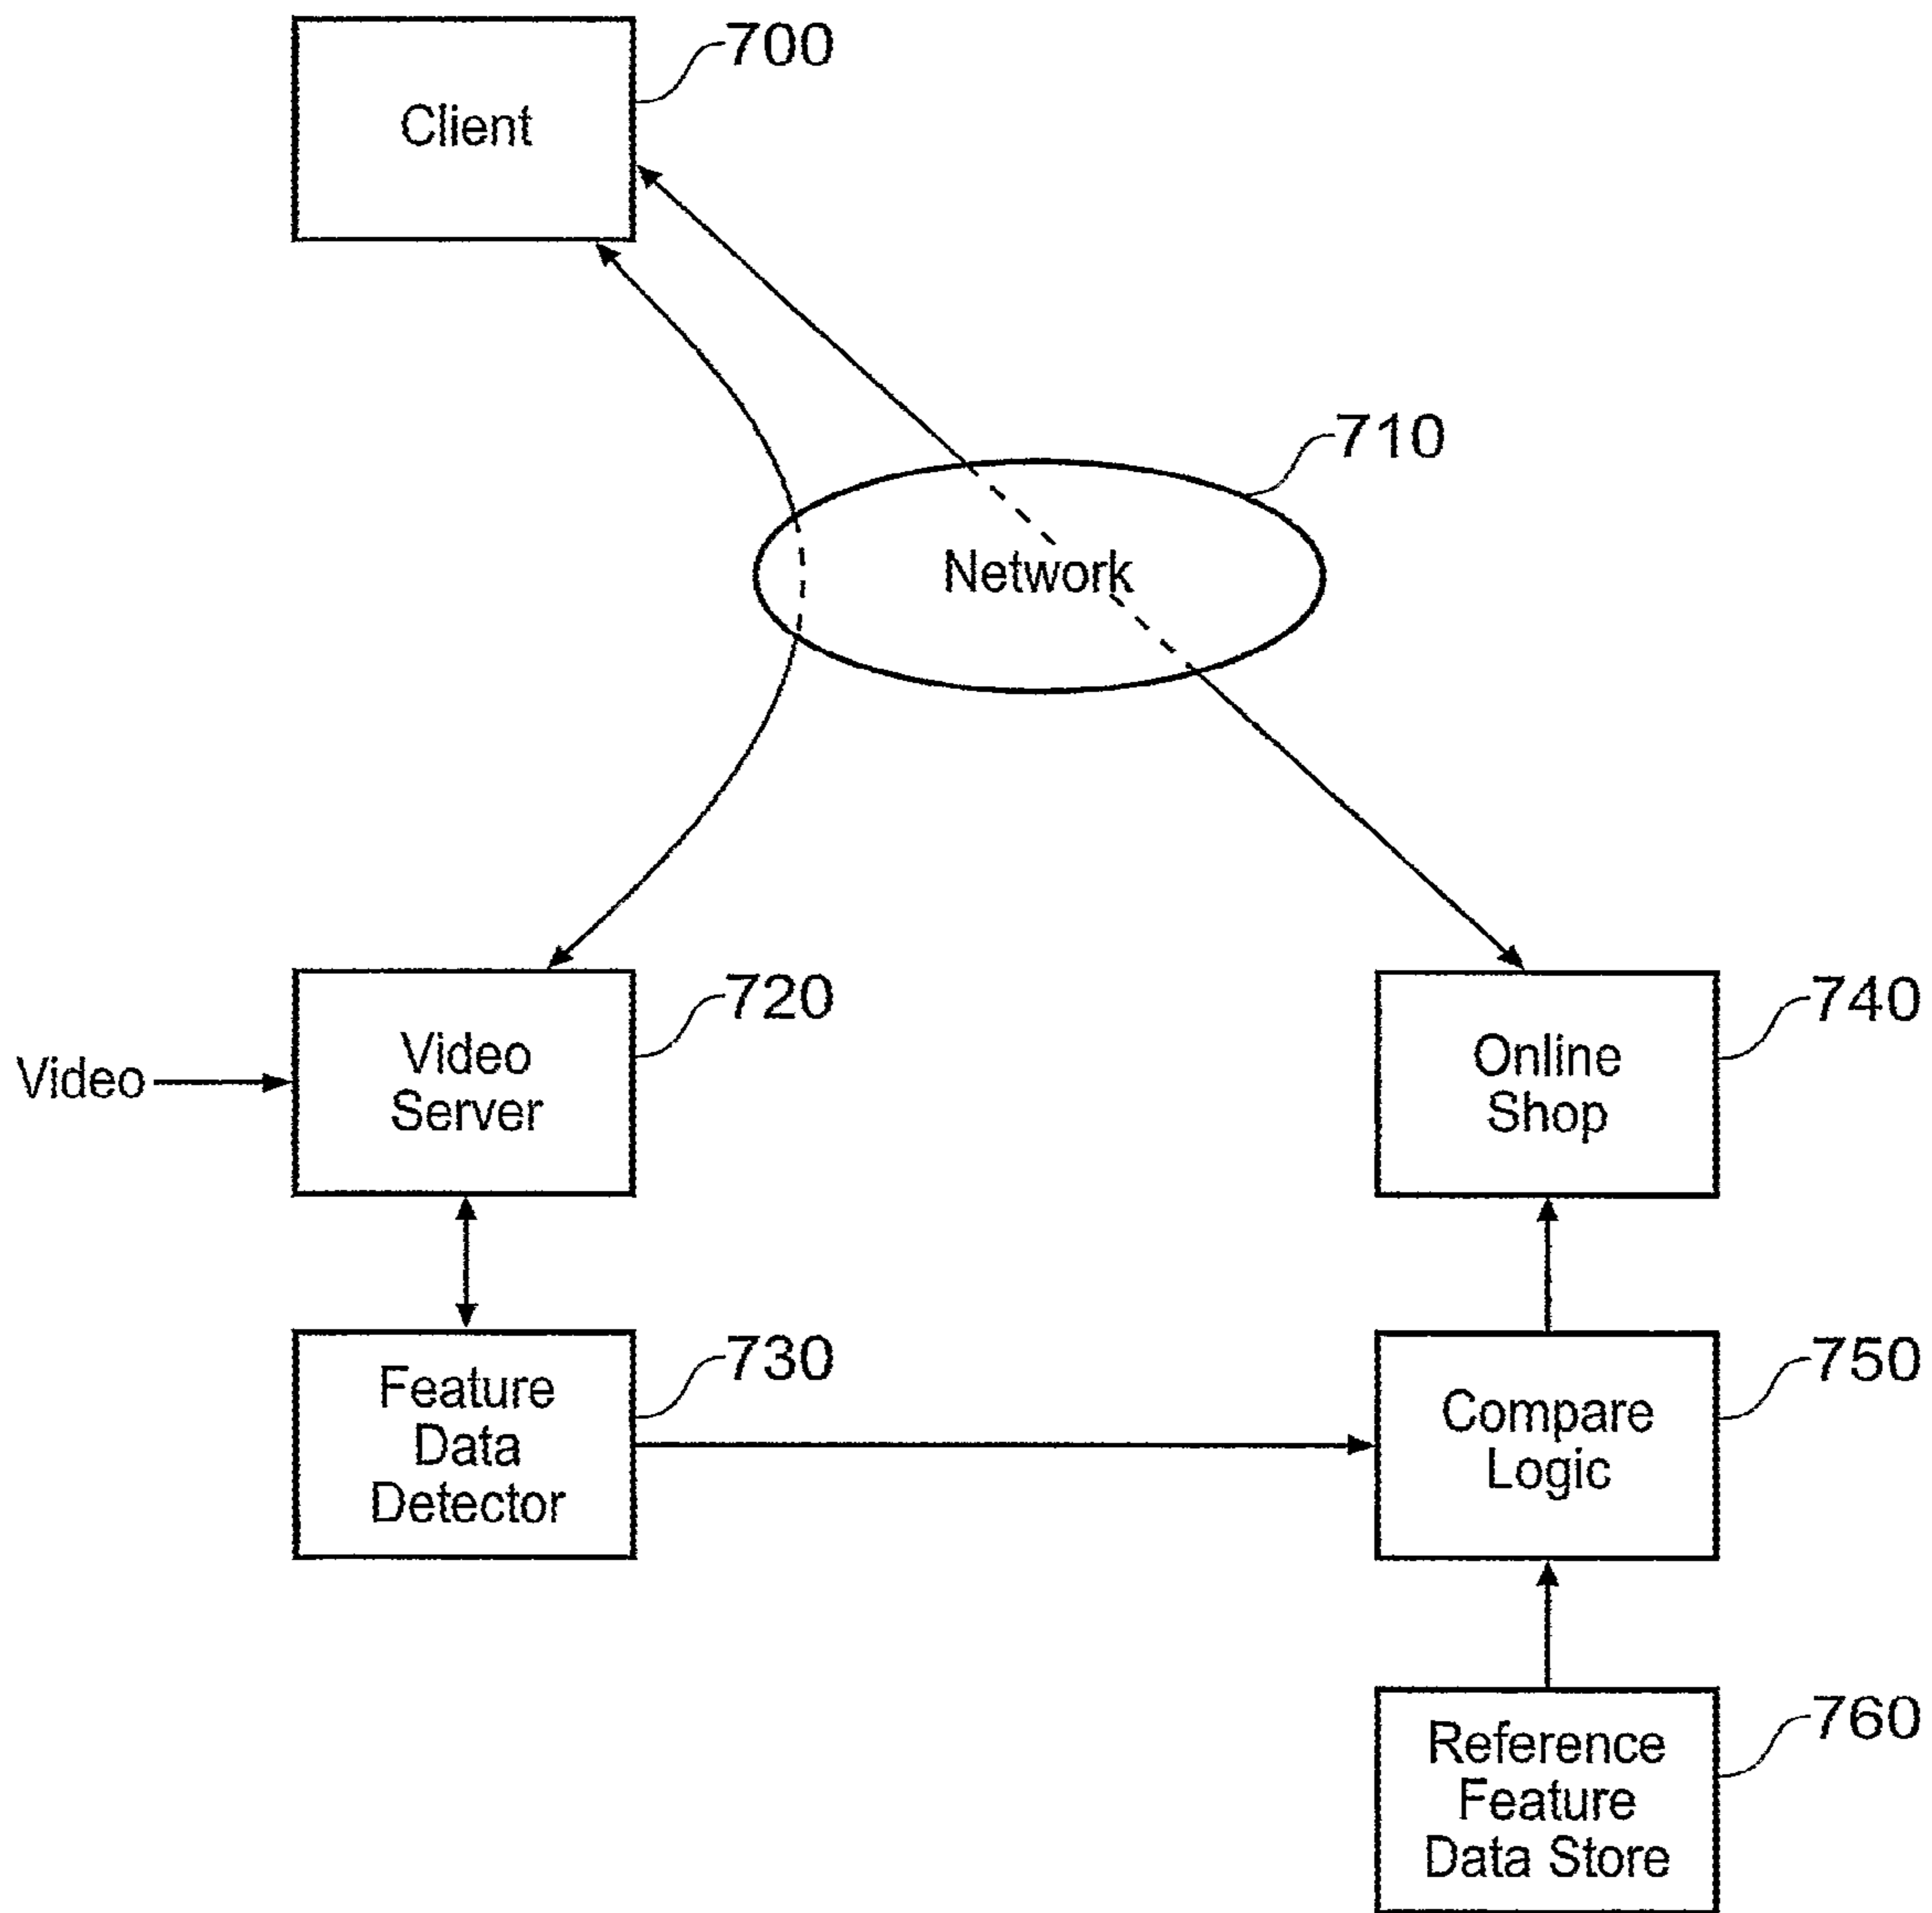 700
Client
710
Network
720
Video
Server
Video
740
Online
Shop
730
Feature
Data
Detector
750
Compare
Logic
760
Reference
Feature
Data Store